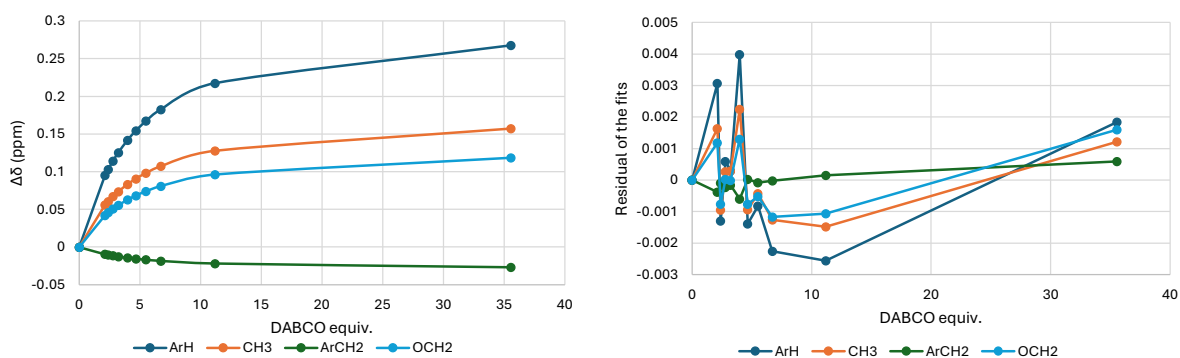 0.3
0.25
0.2
0.15
0.1
0.05
0
-0.05
Δδ (ppm)
0 5 10 15 20 25 30 35 40
DABCO equiv.
ArH CH3 ArCH2 OCH2
0.005
0.004
0.003
0.002
0.001
0
-0.001
-0.002
-0.003
Residual of the fits
0 10 20 30 40
DABCO equiv.
ArH CH3 ArCH2 OCH2